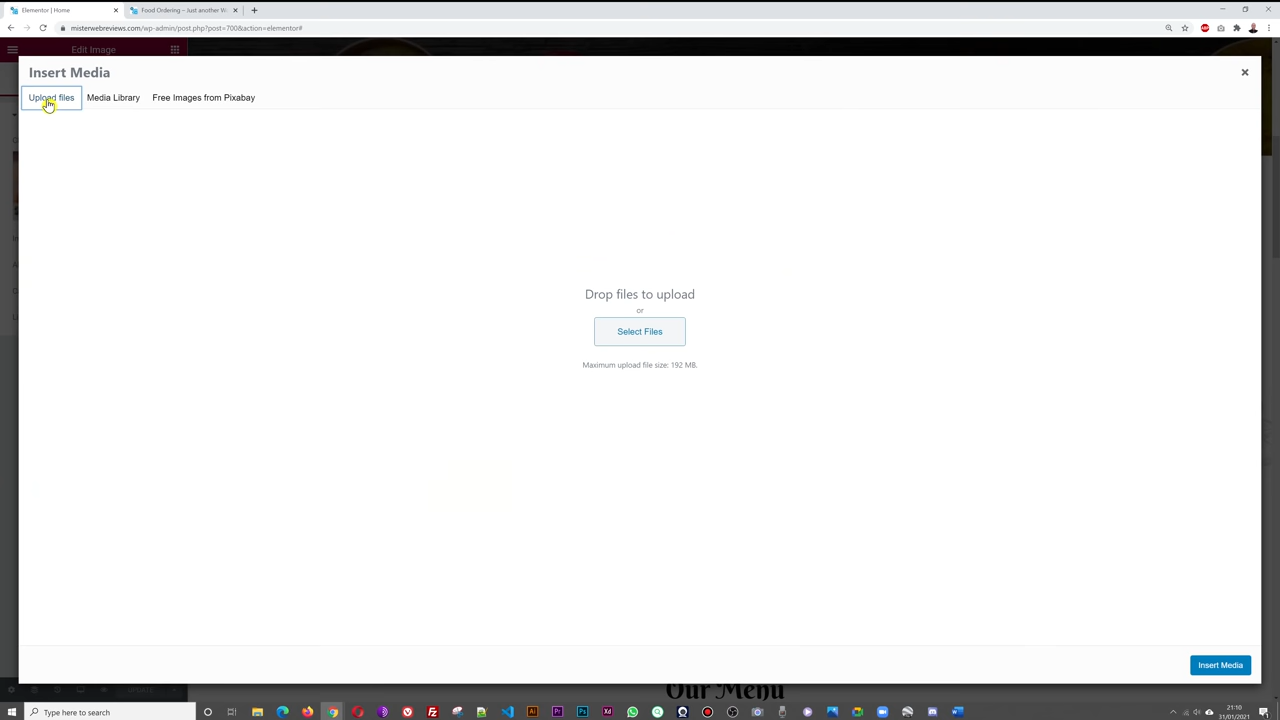 Elementor | Home
Food Ordering – Just another W
misterwebreviews.com/wp-admin/post.php?post=700&action=elementor#
Edit Image
Insert Media
Upload files
Media Library
Free Images from Pixabay
Drop files to upload
or
Select Files
Maximum upload file size: 192 MB.
Insert Media
UPDATE
Our Menu
Type here to search
21:10
31/01/2021